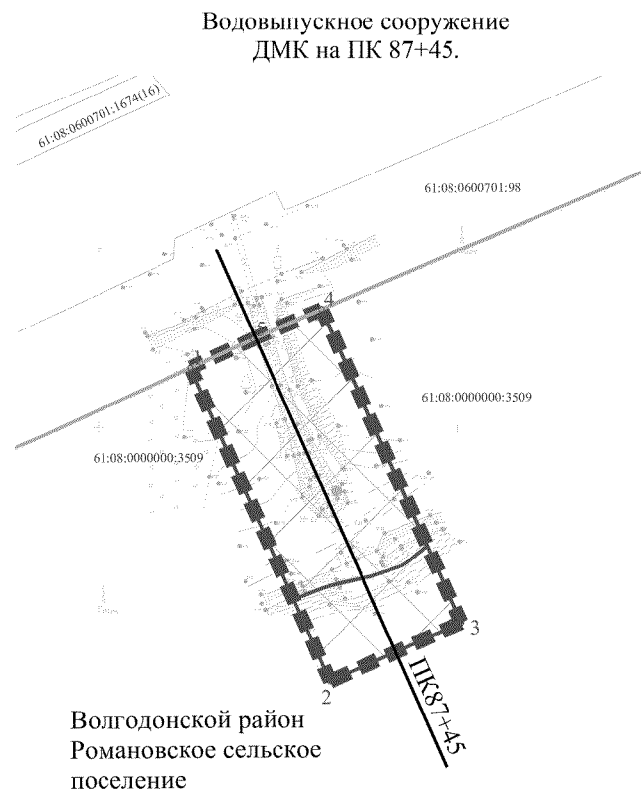 Водовыпускное сооружение
ДМК на ПК 87+45.
61:08:0600701:1674(16)
61:08:0600701:98
4
5
61:08:0000000:3509
61:08:0000000:3509
3
2
ПК87+45
Волгодонской район
Романовское сельское
поселение